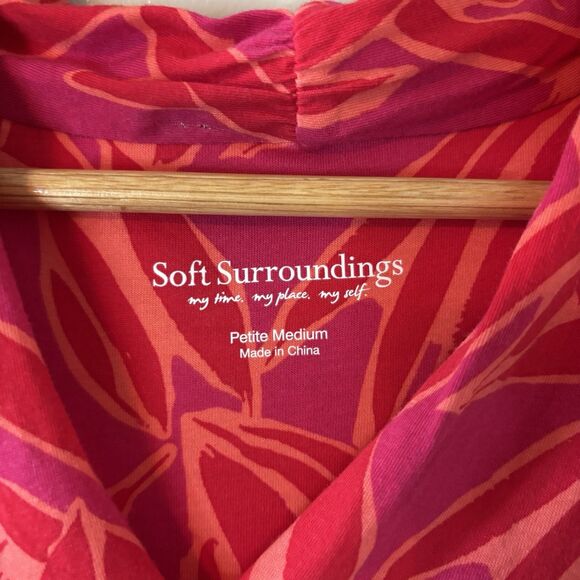 Soft Surroundings
my time. my place. my self.
Petite Medium
Made in China